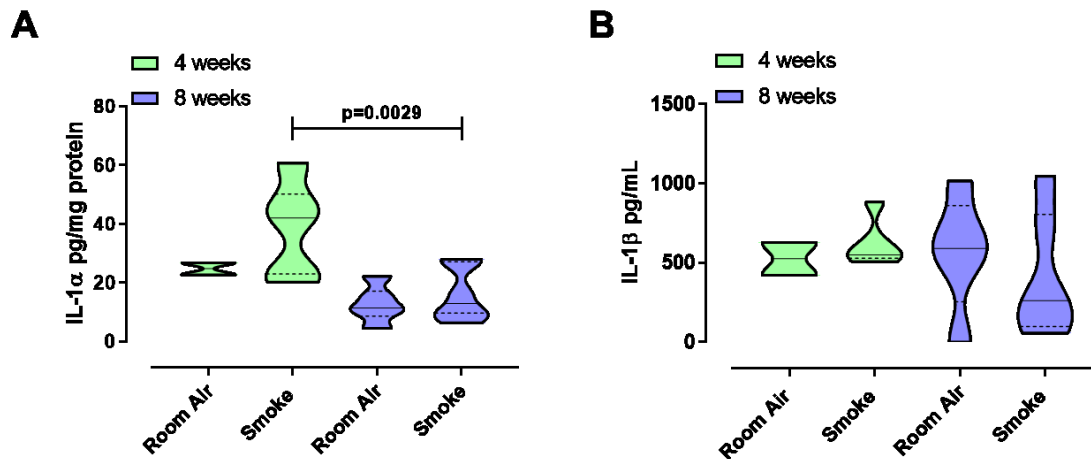 A
4 weeks
8 weeks
p=0.0029
IL-1α pg/mg protein
80
60
40
20
0
Room Air
Smoke
Room Air
Smoke
B
4 weeks
8 weeks
IL-1β pg/mL
1500
1000
500
0
Room Air
Smoke
Room Air
Smoke